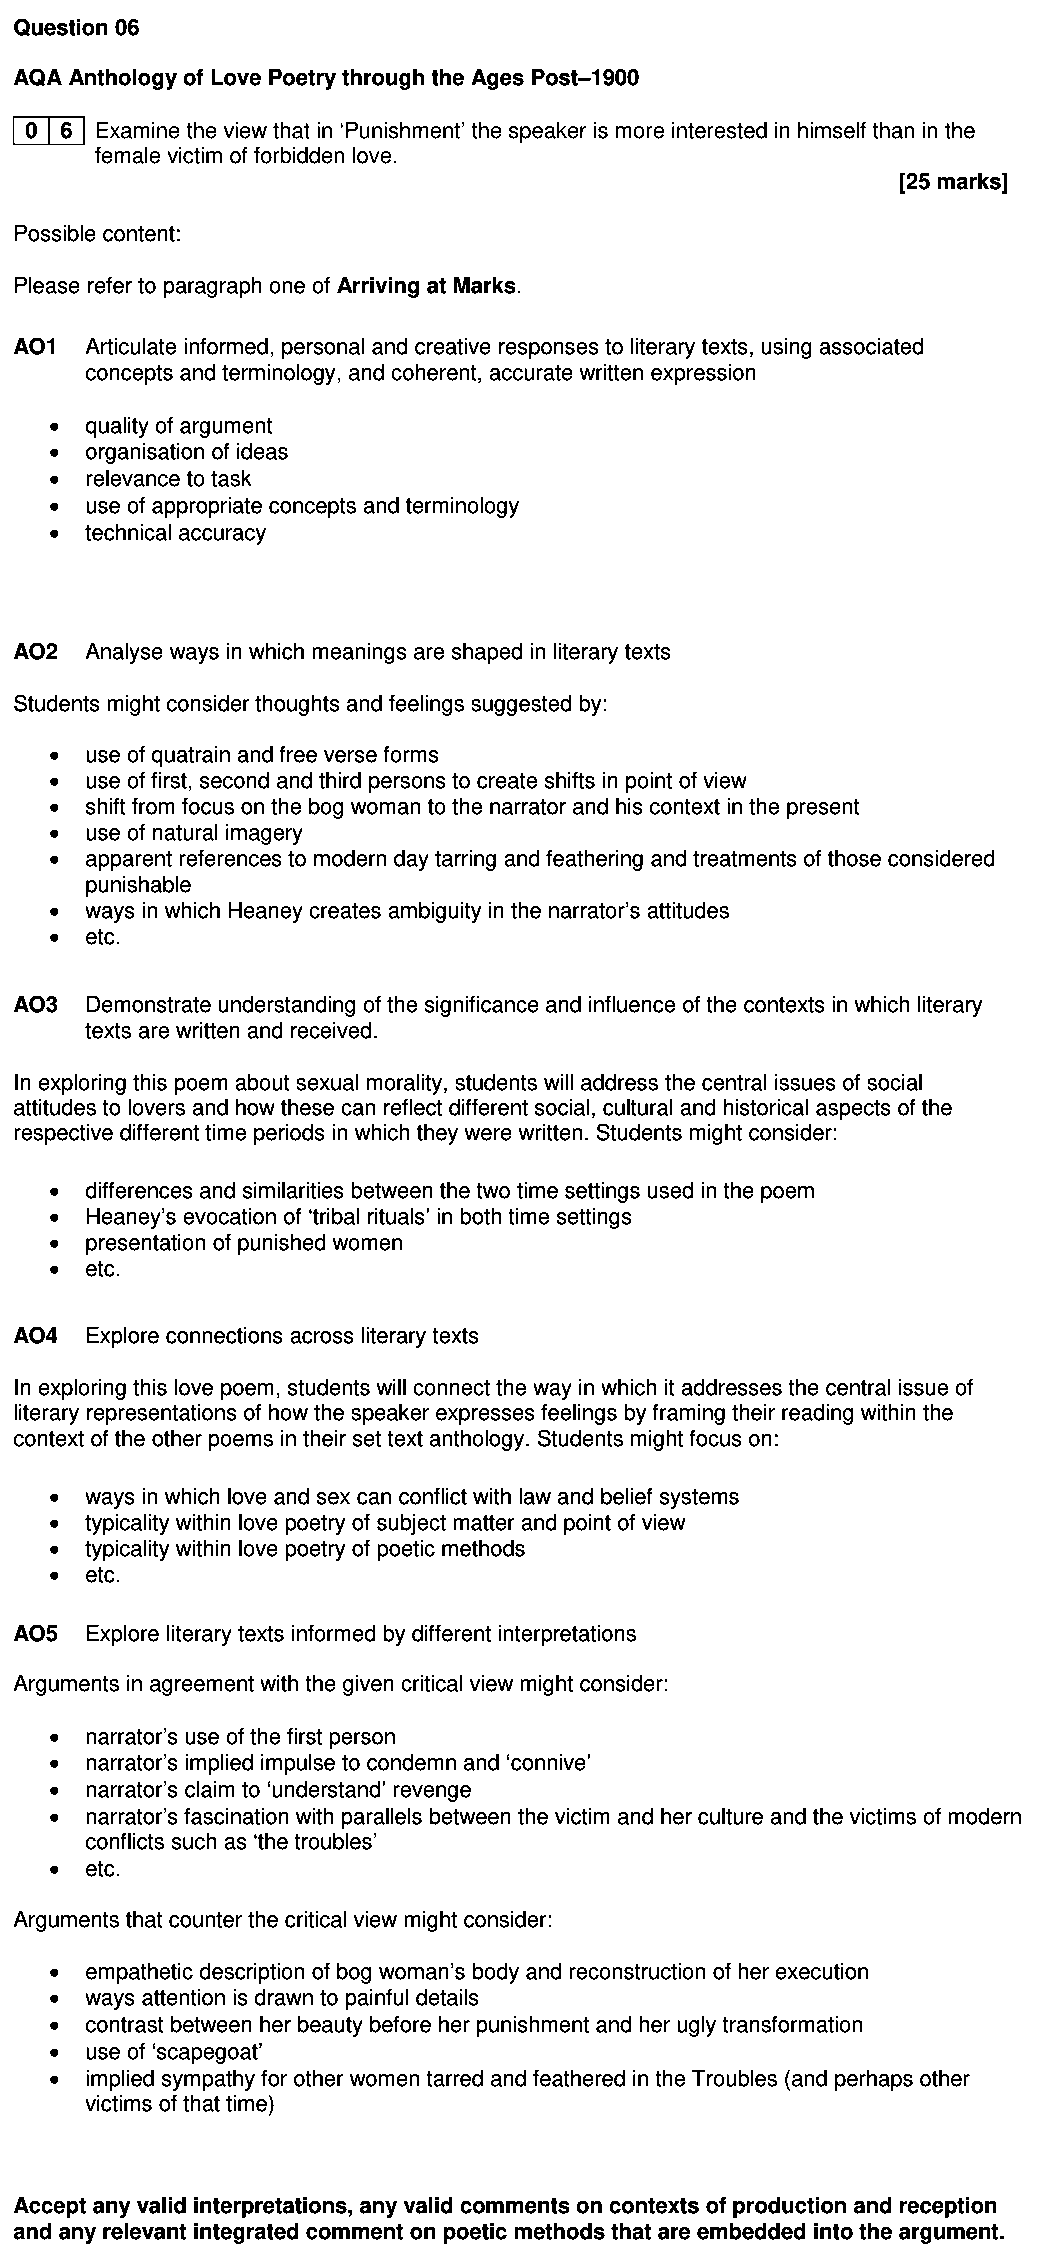 Question 06
AQA Anthology of Love Poetry through the Ages Post–1900
0 6 Examine the view that in ‘Punishment’ the speaker is more interested in himself than in the
female victim of forbidden love.
[25 marks]
Possible content:
Please refer to paragraph one of Arriving at Marks.
AO1 Articulate informed, personal and creative responses to literary texts, using associated
concepts and terminology, and coherent, accurate written expression
• quality of argument
• organisation of ideas
• relevance to task
• use of appropriate concepts and terminology
• technical accuracy
AO2 Analyse ways in which meanings are shaped in literary texts
Students might consider thoughts and feelings suggested by:
• use of quatrain and free verse forms
• use of first, second and third persons to create shifts in point of view
• shift from focus on the bog woman to the narrator and his context in the present
• use of natural imagery
• apparent references to modern day tarring and feathering and treatments of those considered
punishable
• ways in which Heaney creates ambiguity in the narrator’s attitudes
• etc.
AO3 Demonstrate understanding of the significance and influence of the contexts in which literary
texts are written and received.
In exploring this poem about sexual morality, students will address the central issues of social
attitudes to lovers and how these can reflect different social, cultural and historical aspects of the
respective different time periods in which they were written. Students might consider:
• differences and similarities between the two time settings used in the poem
• Heaney’s evocation of ‘tribal rituals’ in both time settings
• presentation of punished women
• etc.
AO4 Explore connections across literary texts
In exploring this love poem, students will connect the way in which it addresses the central issue of
literary representations of how the speaker expresses feelings by framing their reading within the
context of the other poems in their set text anthology. Students might focus on:
• ways in which love and sex can conflict with law and belief systems
• typicality within love poetry of subject matter and point of view
• typicality within love poetry of poetic methods
• etc.
AO5 Explore literary texts informed by different interpretations
Arguments in agreement with the given critical view might consider:
• narrator’s use of the first person
• narrator’s implied impulse to condemn and ‘connive’
• narrator’s claim to ‘understand’ revenge
• narrator’s fascination with parallels between the victim and her culture and the victims of modern
conflicts such as ‘the troubles’
• etc.
Arguments that counter the critical view might consider:
• empathetic description of bog woman’s body and reconstruction of her execution
• ways attention is drawn to painful details
• contrast between her beauty before her punishment and her ugly transformation
• use of ‘scapegoat’
• implied sympathy for other women tarred and feathered in the Troubles (and perhaps other
victims of that time)
Accept any valid interpretations, any valid comments on contexts of production and reception
and any relevant integrated comment on poetic methods that are embedded into the argument.